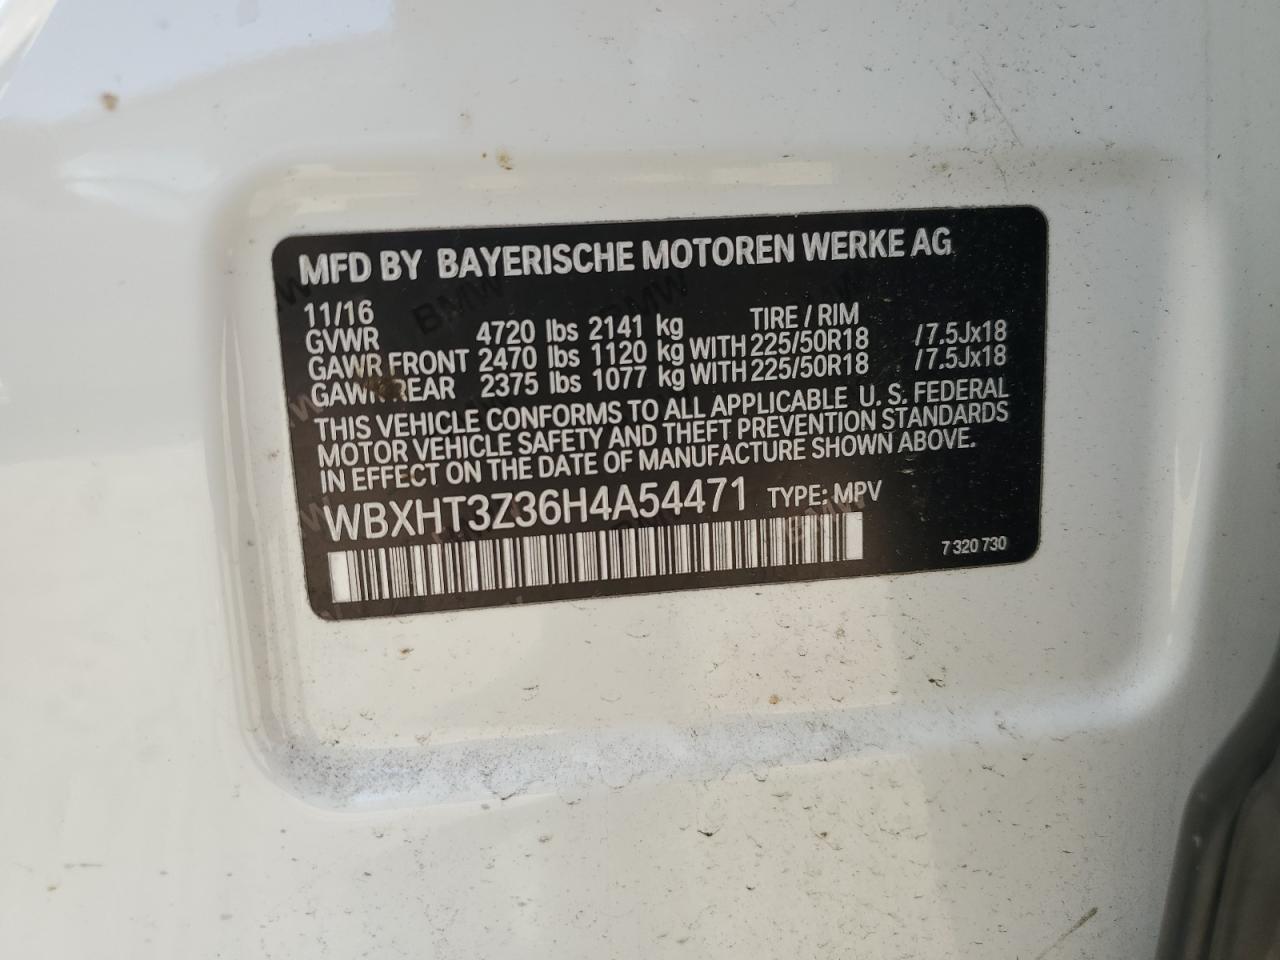 MFD BY BAYERISCHE MOTOREN WERKE AG
11/16 TIRE / RIM
GVWR 4720 lbs 2141 kg
GAWR FRONT 2470 lbs 1120 kg WITH 225/50R18 /7.5Jx18
GAWR REAR 2375 lbs 1077 kg WITH 225/50R18 /7.5Jx18
THIS VEHICLE CONFORMS TO ALL APPLICABLE U. S. FEDERAL
MOTOR VEHICLE SAFETY AND THEFT PREVENTION STANDARDS
IN EFFECT ON THE DATE OF MANUFACTURE SHOWN ABOVE.
WBXHT3Z36H4A54471 TYPE: MPV
7 320 730